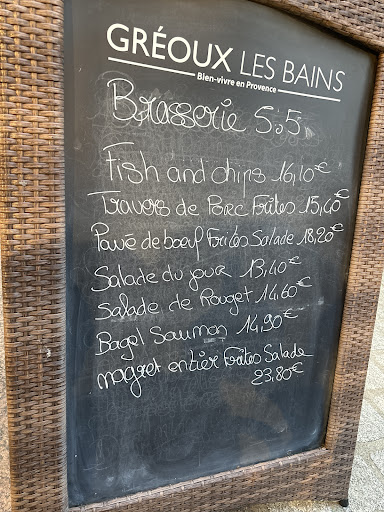 GRÉOUX LES BAINS
Bien-vivre en Provence
Brasserie 5.5
Fish and chips 16,10€
Travers de Porc Frites 15,40€
Pavé de boeuf Frites Salade 18,20€
Salade du jour 13,40€
Salade de Rouget 14,60€
Bagel Saumon 14,90€
magret entier Frites Salade
23,80€